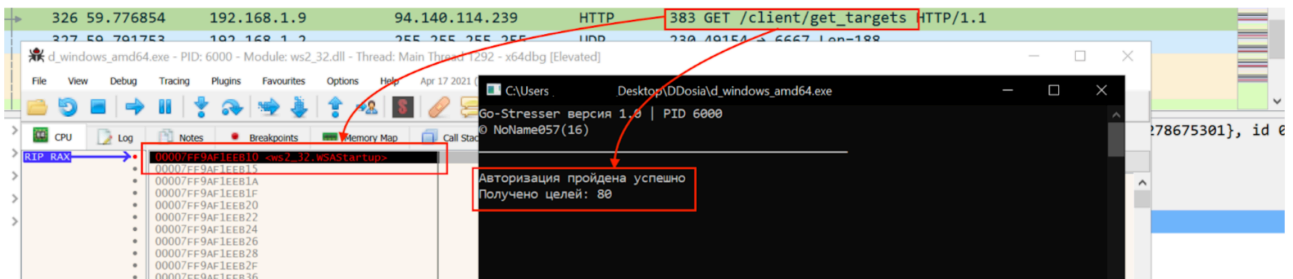 326 59.776854 192.168.1.9 94.140.114.239 HTTP 383 GET /client/get_targets HTTP/1.1
327 59.791753 192.168.1.2 255.255.255.255 UDP 230 49154 → 6667 Len=188
d_windows_amd64.exe - PID: 6000 - Module: ws2_32.dll - Thread: Main Thread 1292 - x64dbg [Elevated]
File View Debug Tracing Plugins Favourites Options Help Apr 17 2021 (
C:\Users Desktop\DDosia\d_windows_amd64.exe
Go-Stresser версия 1.0 | PID 6000
© NoName057(16)
CPU Log Notes Breakpoints Memory Map Call Stac
278675301}, id 0
RIP RAX
00007FF9AF1EEB10 <ws2_32.WSAStartup>
00007FF9AF1EEB15
00007FF9AF1EEB1A
00007FF9AF1EEB1F
00007FF9AF1EEB20
00007FF9AF1EEB22
00007FF9AF1EEB24
00007FF9AF1EEB26
00007FF9AF1EEB28
00007FF9AF1EEB2F
00007FF9AF1EEB36
Авторизация пройдена успешно
Получено целей: 80